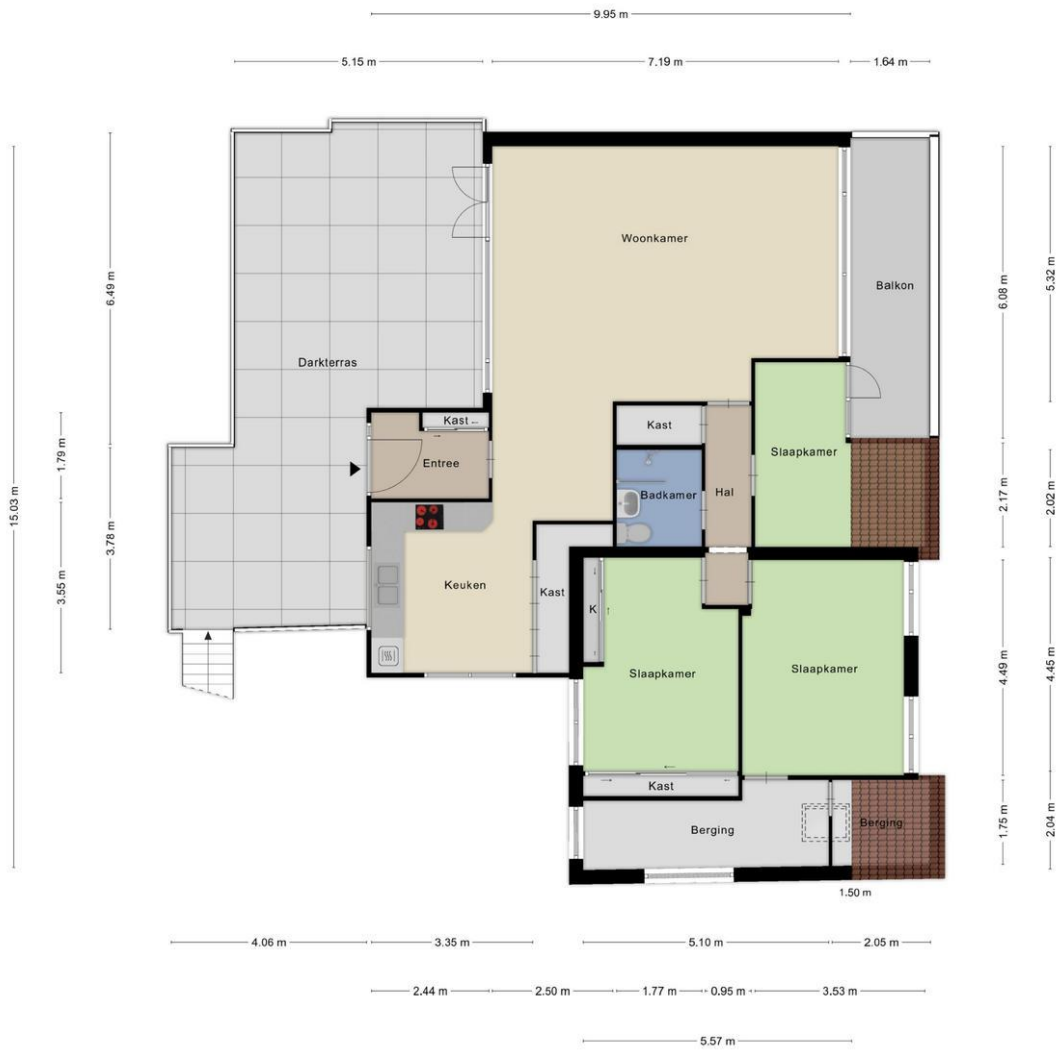 9.95 m
5.15 m
7.19 m
1.64 m
15.03 m
6.49 m
3.78 m
1.79 m
3.55 m
Woonkamer
Balkon
Darkterras
Kast
Entree
Kast
Badkamer
Hal
Slaapkamer
Keuken
Kast
K
Slaapkamer
Slaapkamer
Kast
Berging
Berging
6.08 m
5.32 m
2.17 m
2.02 m
4.49 m
4.45 m
1.75 m
2.04 m
1.50 m
4.06 m
3.35 m
5.10 m
2.05 m
2.44 m
2.50 m
1.77 m
0.95 m
3.53 m
5.57 m